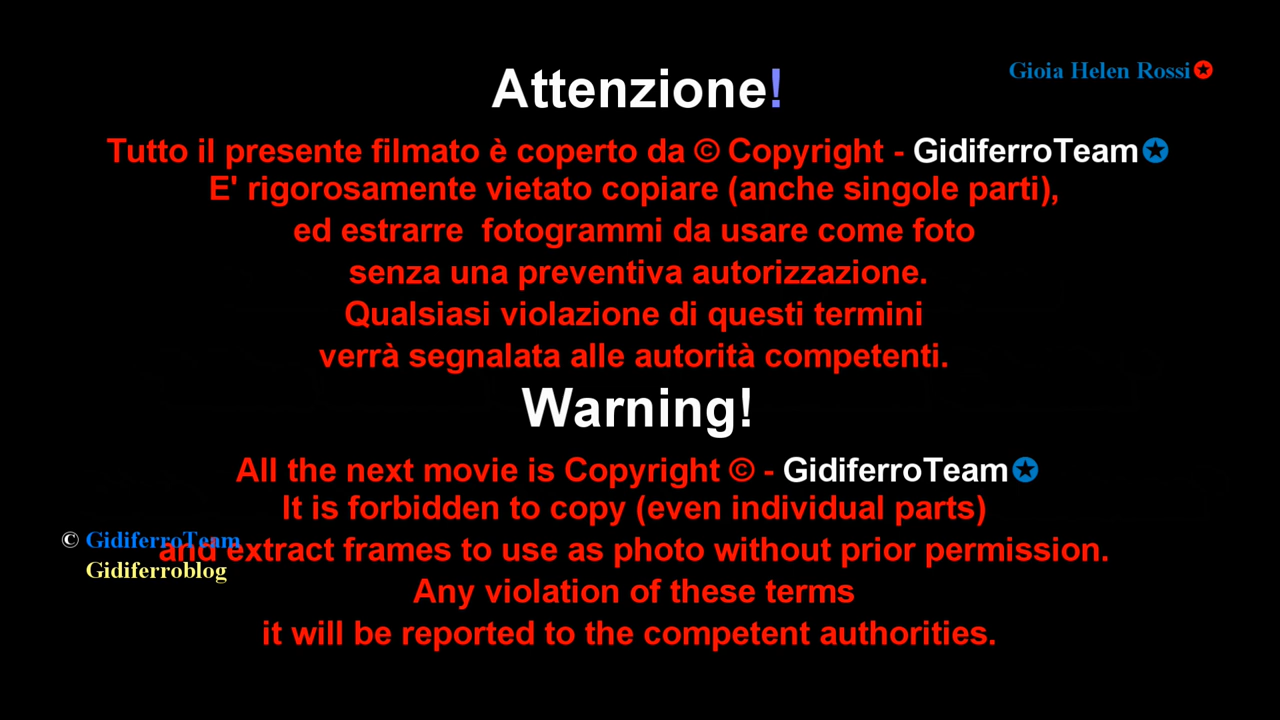 Gioia Helen Rossi✪
Attenzione!
Tutto il presente filmato è coperto da © Copyright - GidiferroTeam✪
E' rigorosamente vietato copiare (anche singole parti),
ed estrarre  fotogrammi da usare come foto
senza una preventiva autorizzazione.
Qualsiasi violazione di questi termini
verrà segnalata alle autorità competenti.
Warning!
All the next movie is Copyright © - GidiferroTeam✪
It is forbidden to copy (even individual parts)
and extract frames to use as photo without prior permission.
Any violation of these terms
it will be reported to the competent authorities.
© GidiferroTeam
Gidiferroblog